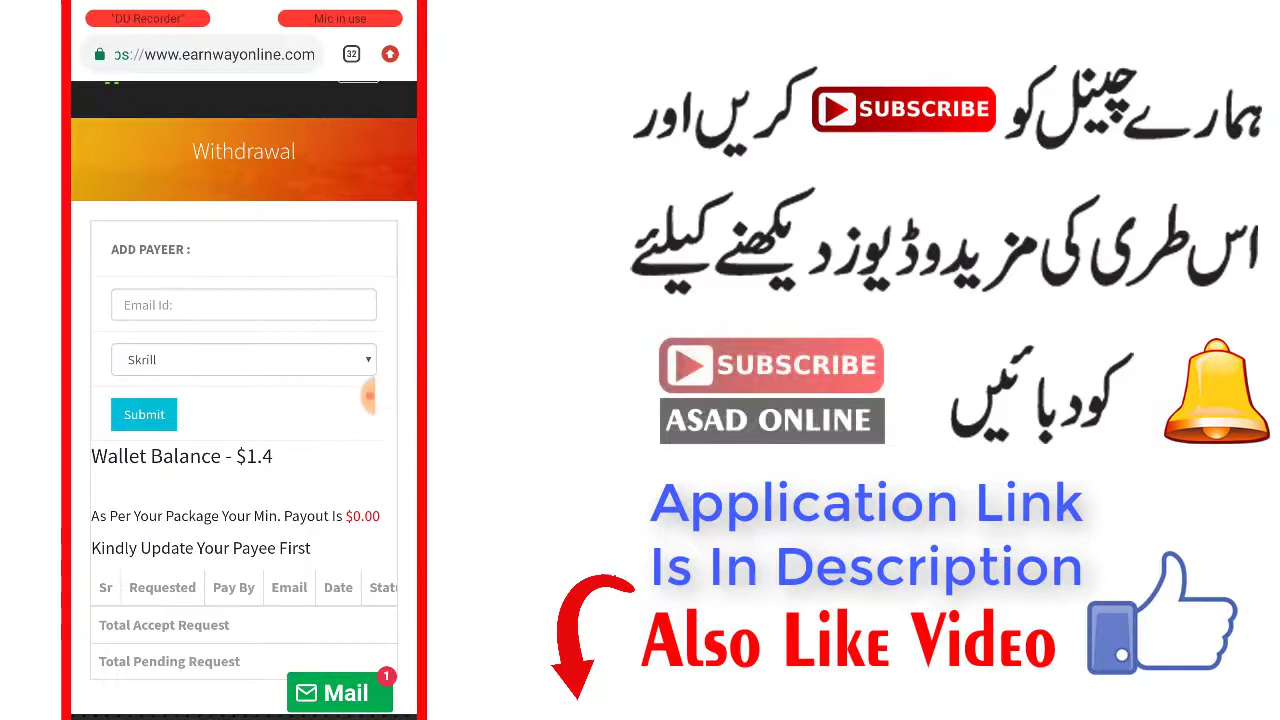 "DU Recorder"
Mic in use
ps://www.earnwayonline.com
32
Withdrawal
ADD PAYEER :
Email Id:
Skrill
Submit
Wallet Balance - $1.4
As Per Your Package Your Min. Payout Is $0.00
Kindly Update Your Payee First
Sr Requested Pay By Email Date Statu
Total Accept Request
Total Pending Request
Mail
1
ہمارے چینل کو SUBSCRIBE کریں اور
اس طری کی مزید وڈیوز دیکھنے کیلئے
SUBSCRIBE
ASAD ONLINE
کو دبائیں
Application Link
Is In Description
Also Like Video